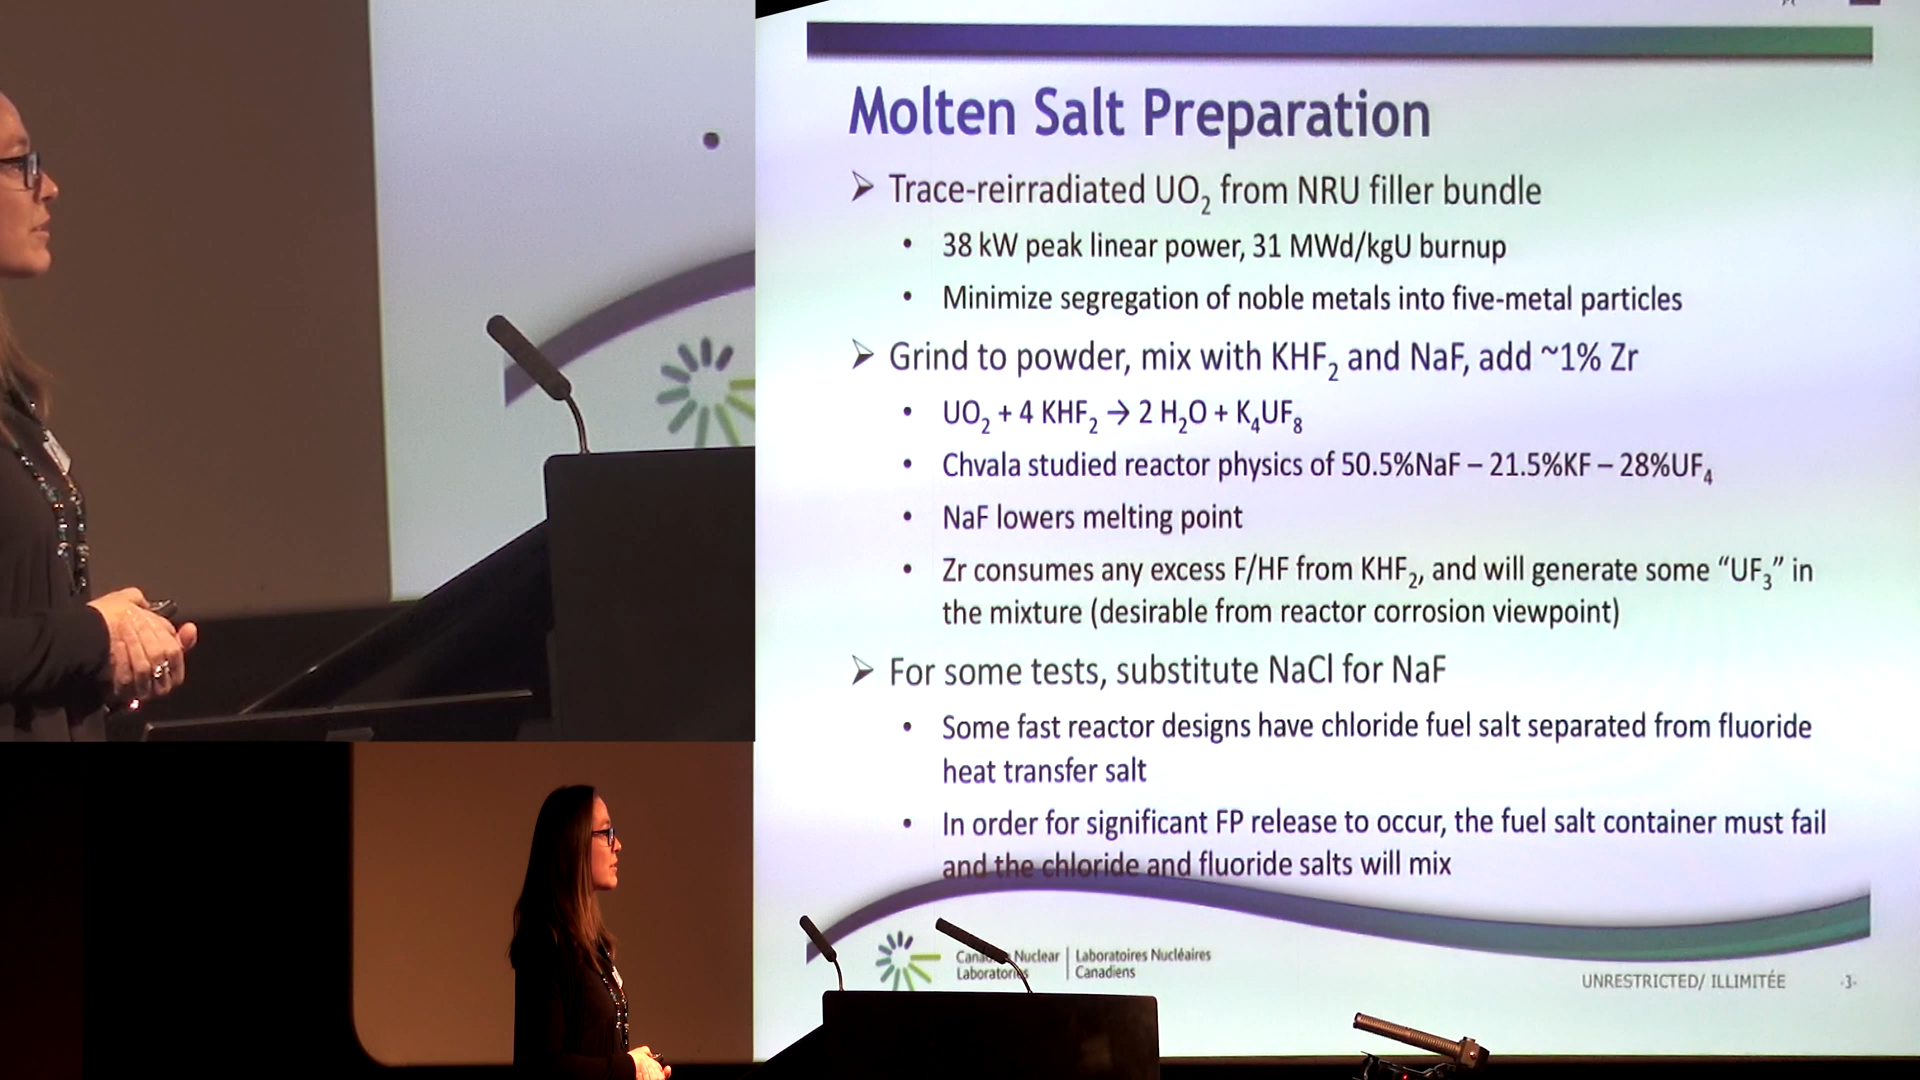 Molten Salt Preparation
➢ Trace-reirradiated UO₂ from NRU filler bundle
• 38 kW peak linear power, 31 MWd/kgU burnup
• Minimize segregation of noble metals into five-metal particles
➢ Grind to powder, mix with KHF₂ and NaF, add ~1% Zr
• UO₂ + 4 KHF₂ → 2 H₂O + K₄UF₈
• Chvala studied reactor physics of 50.5%NaF – 21.5%KF – 28%UF₄
• NaF lowers melting point
• Zr consumes any excess F/HF from KHF₂, and will generate some “UF₃” in
the mixture (desirable from reactor corrosion viewpoint)
➢ For some tests, substitute NaCl for NaF
• Some fast reactor designs have chloride fuel salt separated from fluoride
heat transfer salt
• In order for significant FP release to occur, the fuel salt container must fail
and the chloride and fluoride salts will mix
Nuclear
Laboratories
Laboratoires Nucléaires
Canadiens
UNRESTRICTED/ ILLIMITÉE -3-